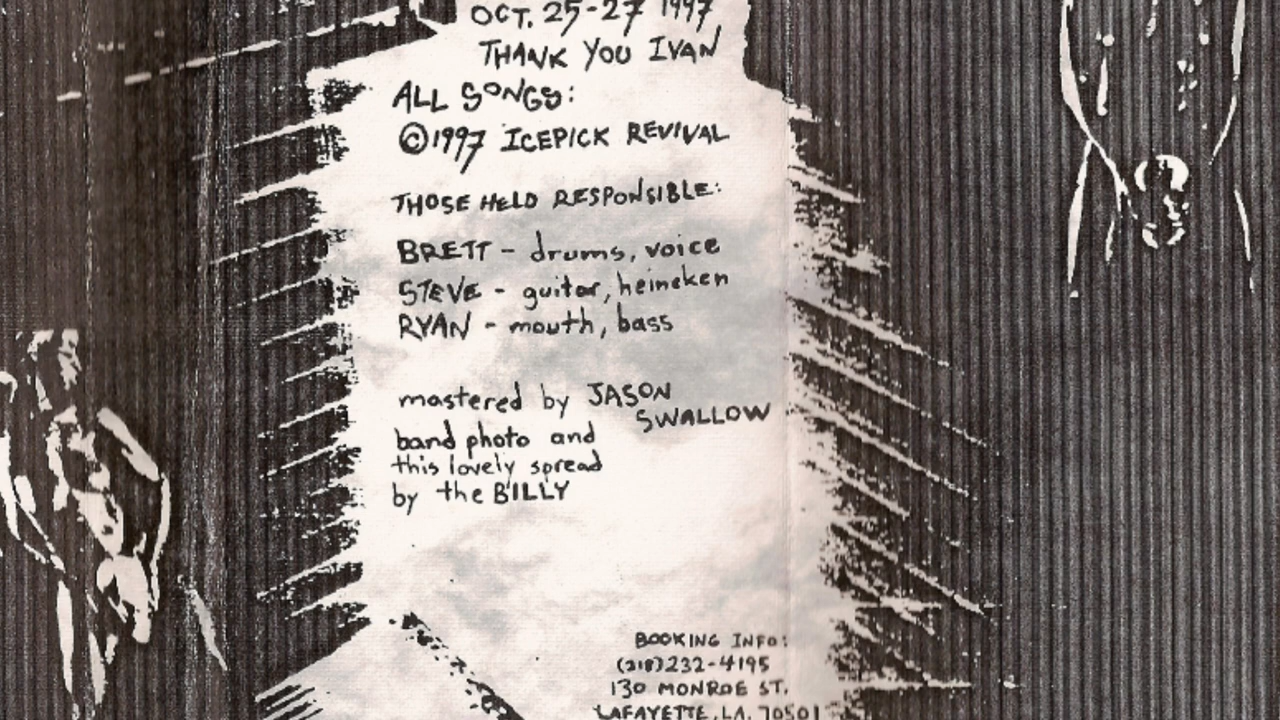 OCT. 25-27 1997
THANK YOU IVAN
ALL SONGS:
©1997 ICEPICK REVIVAL
THOSE HELD RESPONSIBLE:
BRETT - drums, voice
STEVE - guitar, heineken
RYAN - mouth, bass
mastered by JASON
SWALLOW
band photo and
this lovely spread
by the BILLY
BOOKING INFO:
(318)232-4195
130 MONROE ST.
LAFAYETTE, LA. 70501